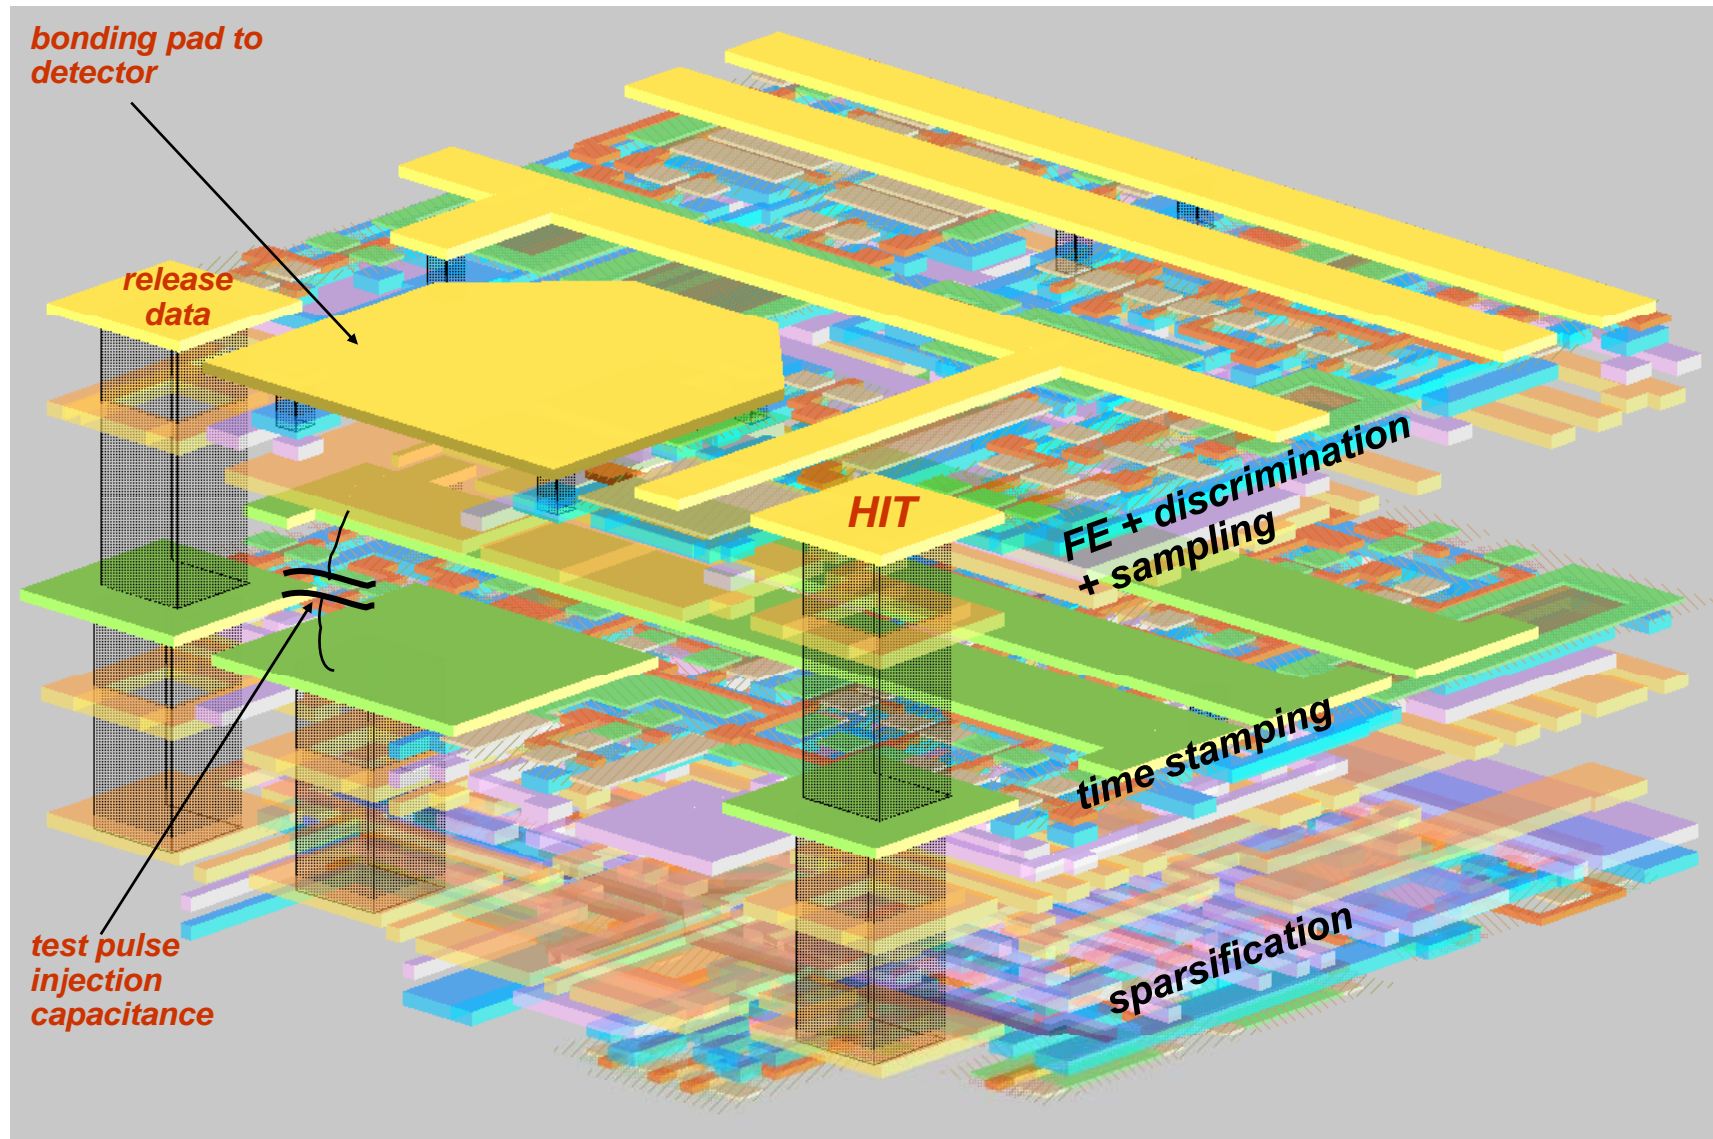 bonding pad to
detector
release
data
HIT
FE + discrimination
+ sampling
time stamping
sparsification
test pulse
injection
capacitance